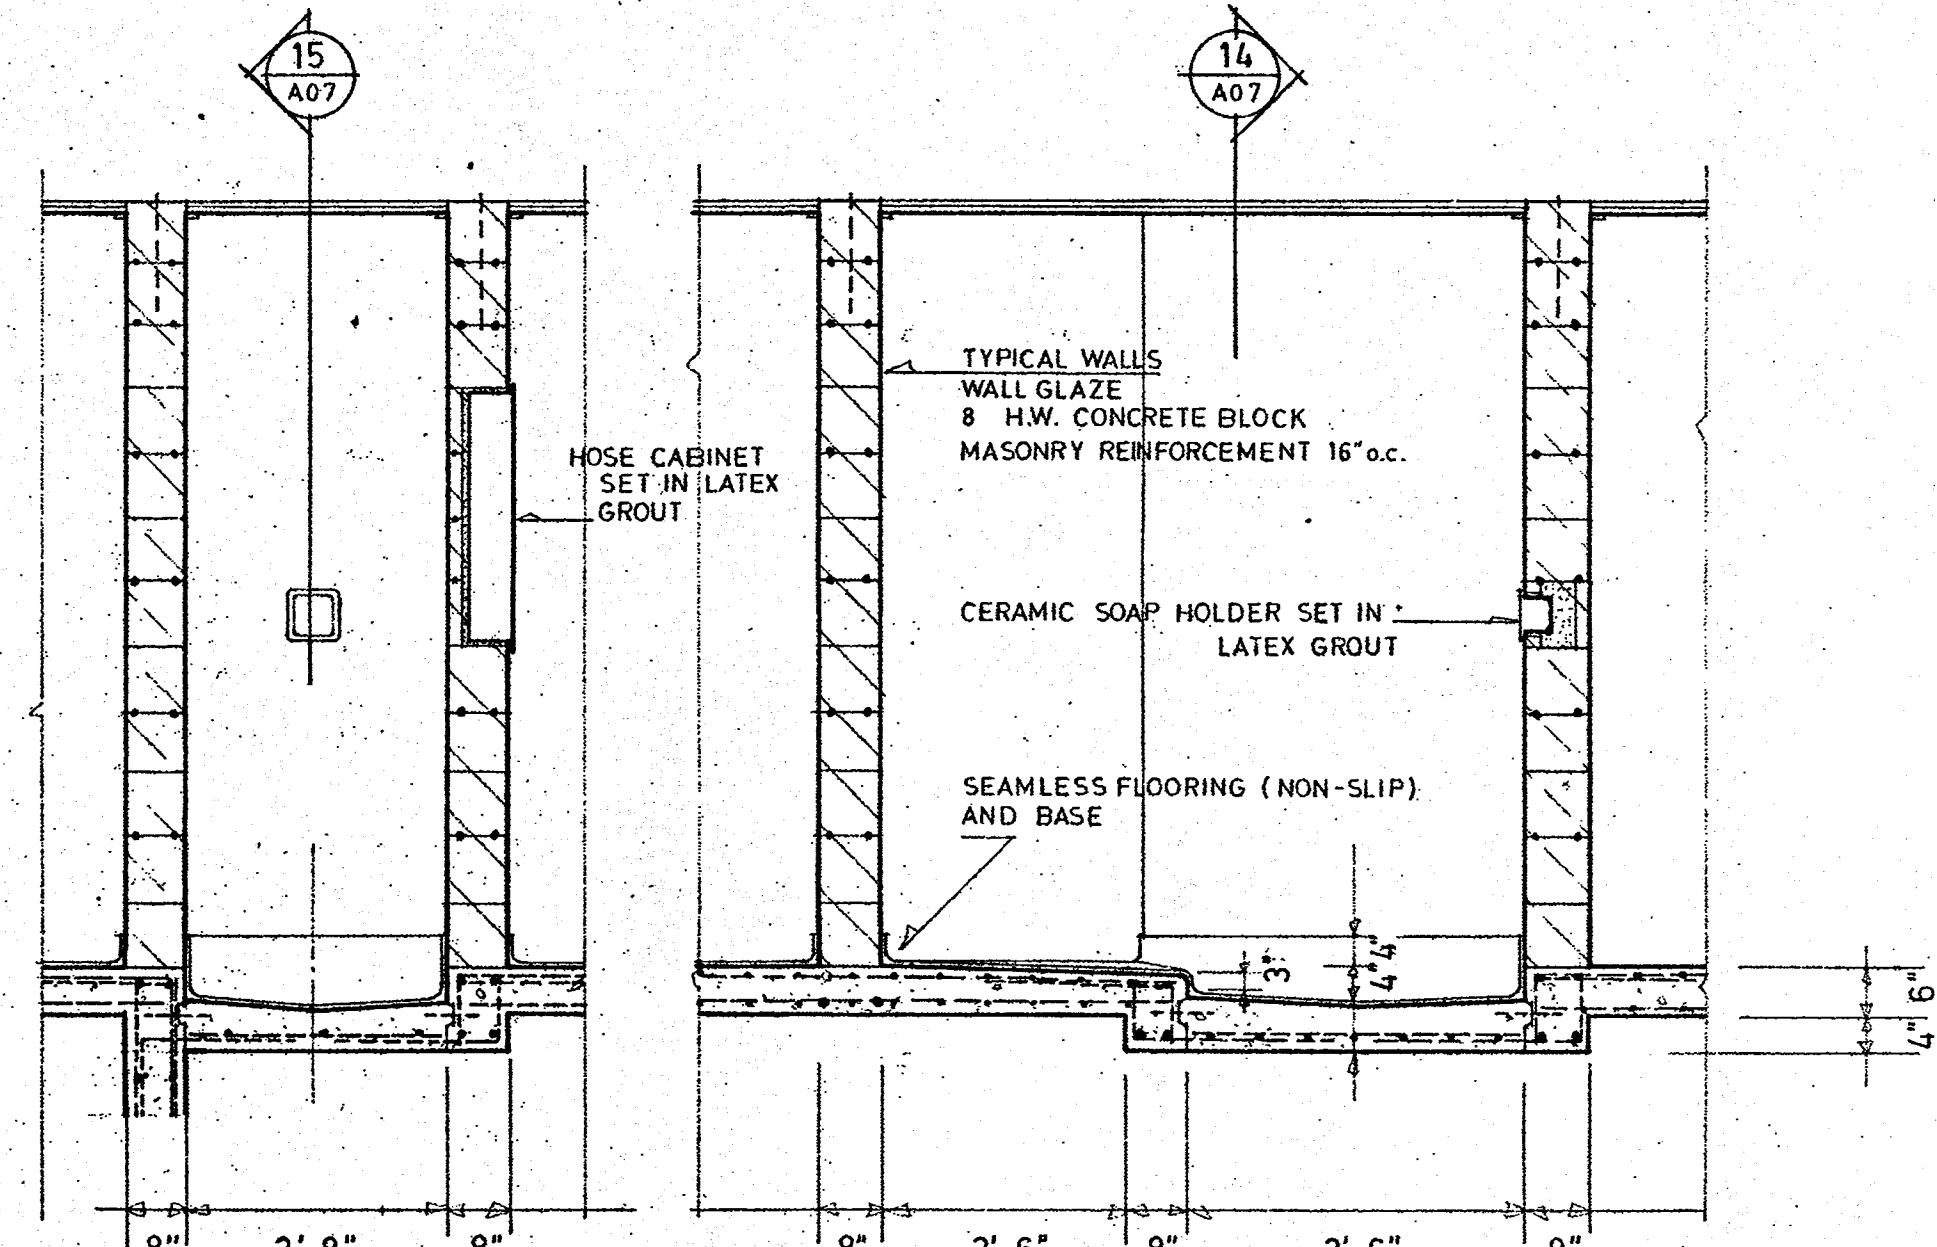 15
A07
14
A07
TYPICAL WALLS
WALL GLAZE
8 H.W. CONCRETE BLOCK
MASONRY REINFORCEMENT 16" o.c.
HOSE CABINET
SET IN LATEX
GROUT
CERAMIC SOAP HOLDER SET IN
LATEX GROUT
SEAMLESS FLOORING (NON-SLIP)
AND BASE
3"
4"4"
6"
4"